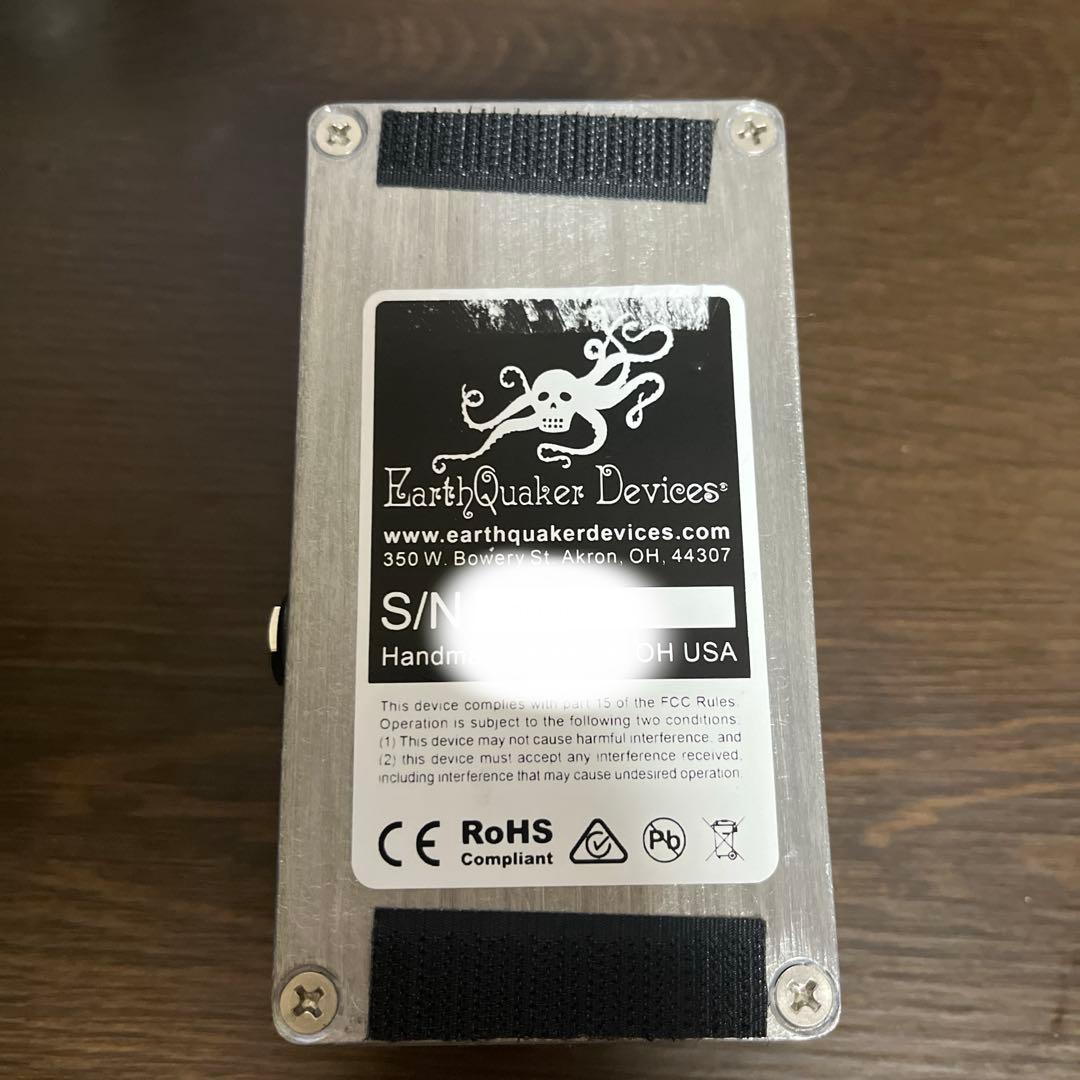 EarthQuaker Devices®
www.earthquakerdevices.com
350 W. Bowery St. Akron, OH, 44307
S/N
OH USA
This device complies with part 15 of the FCC Rules.
Operation is subject to the following two conditions:
(1) This device may not cause harmful interference, and
(2) this device must accept any interference received,
including interference that may cause undesired operation.
CE RoHS
Compliant
Pb